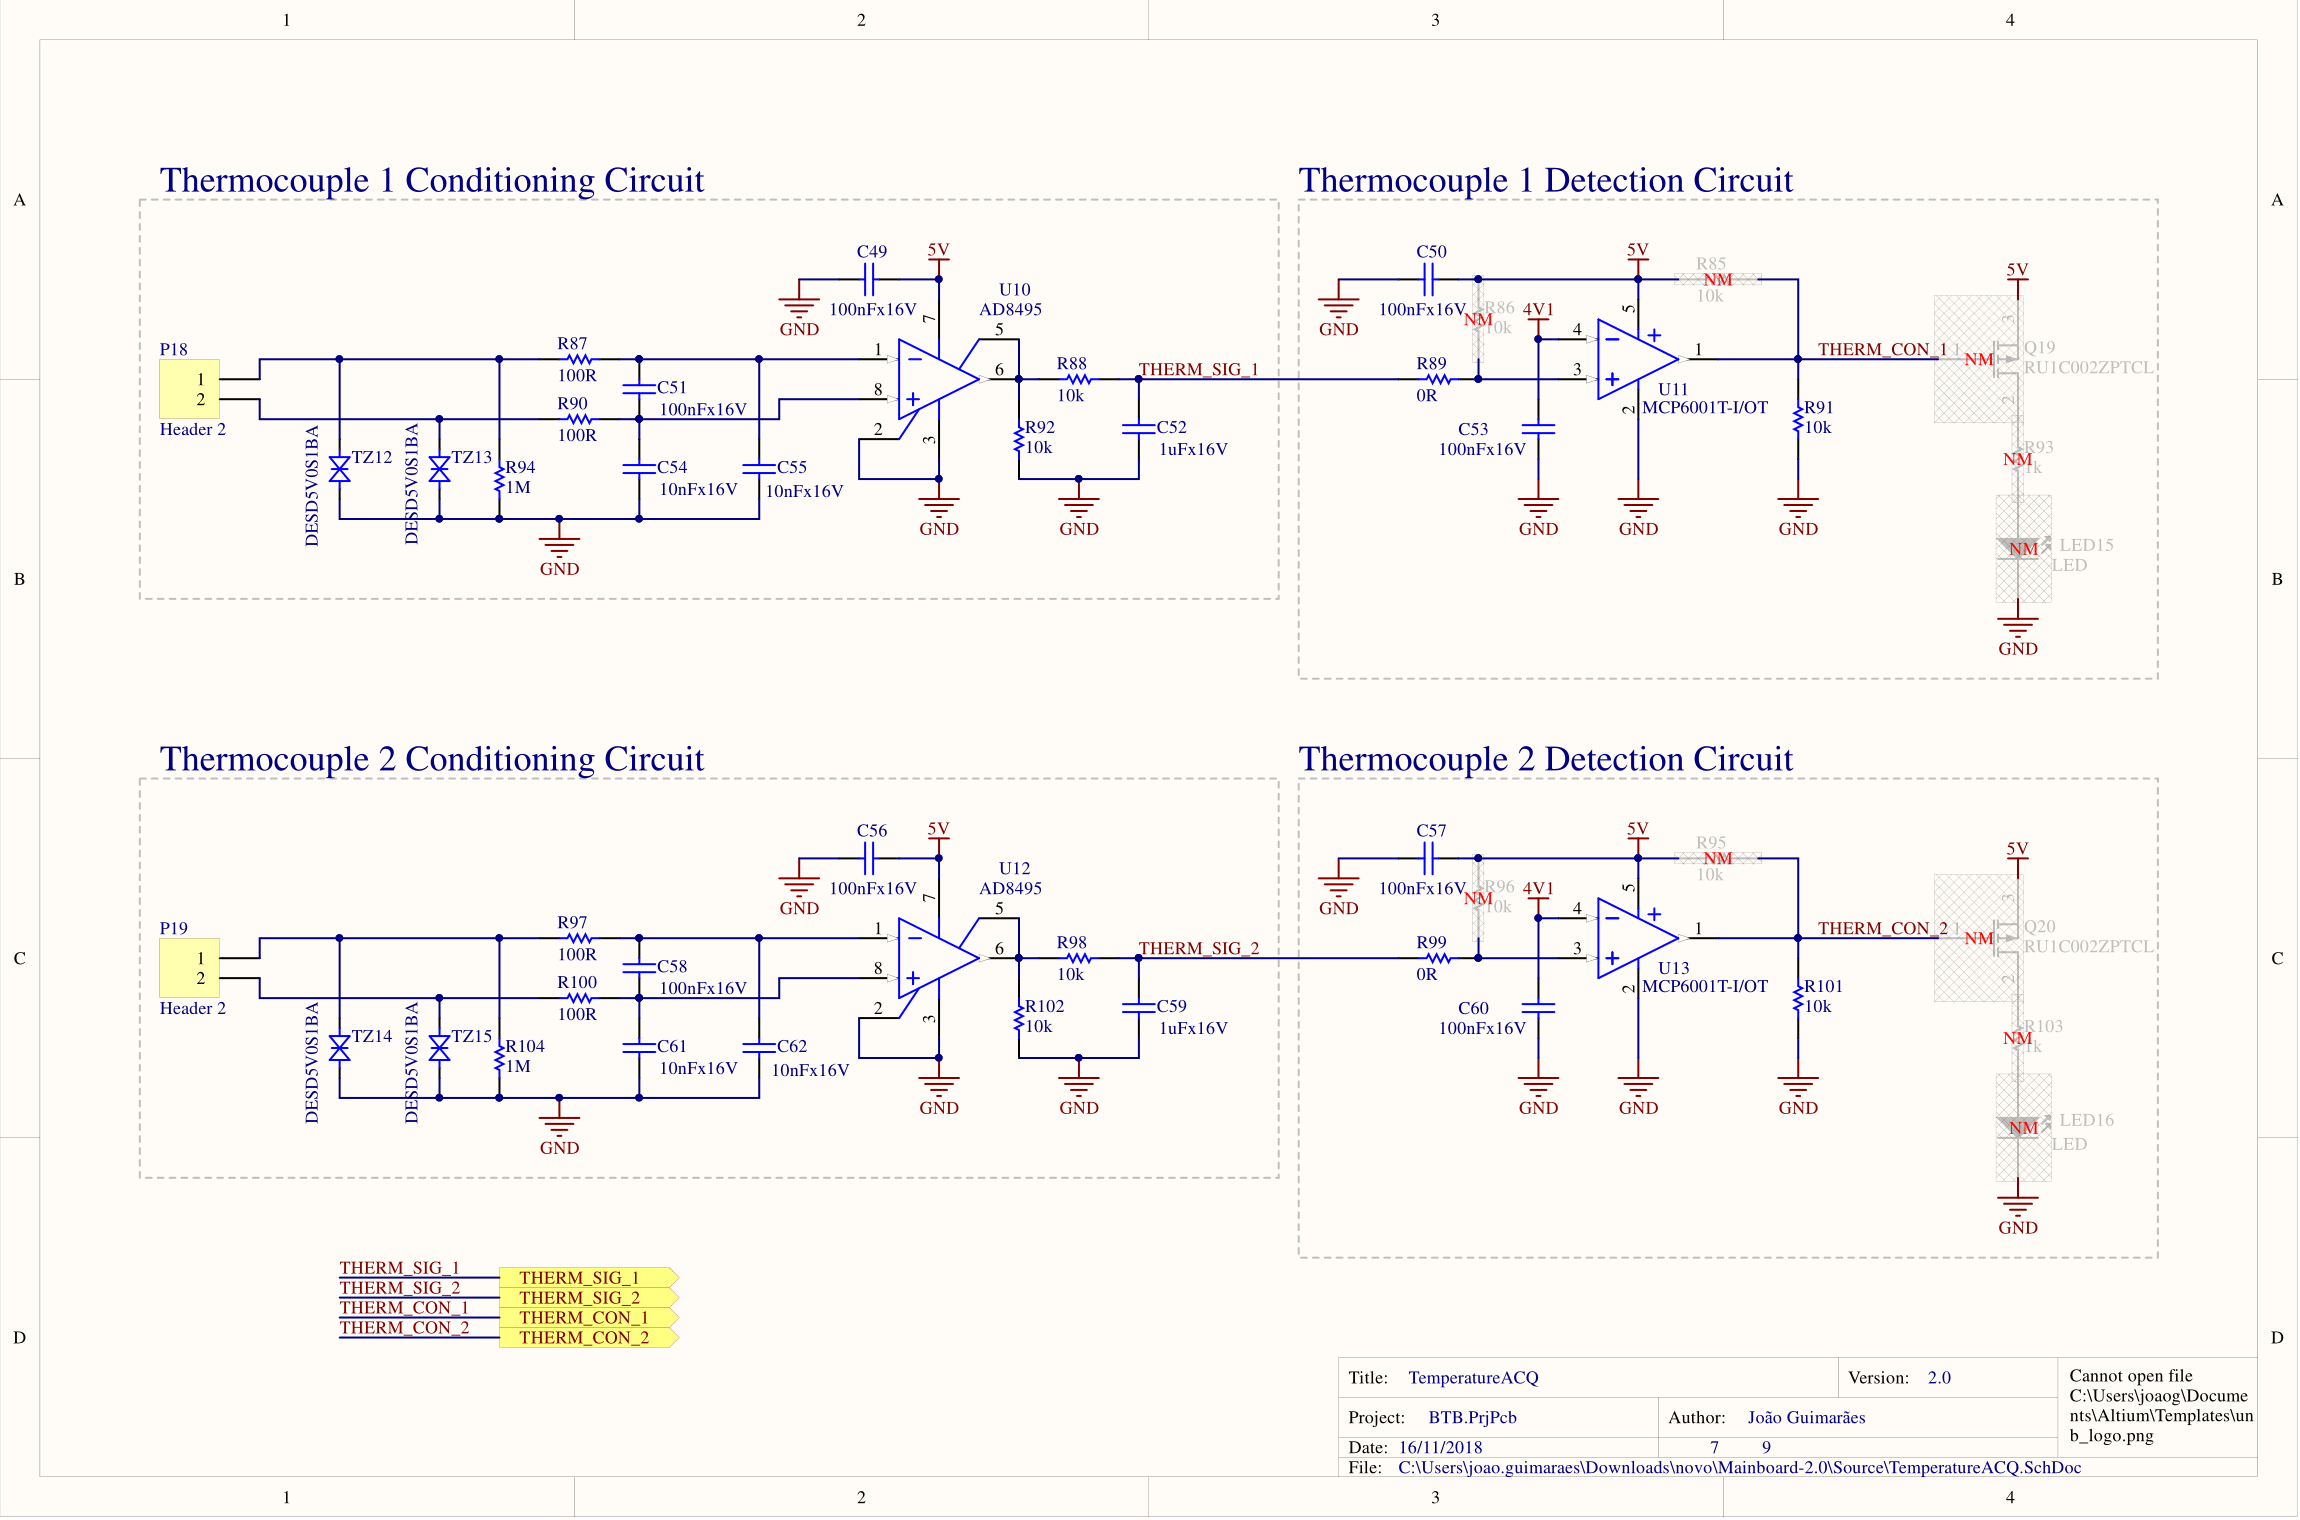 1 2 3 4
A A
B B
C C
D D
Thermocouple 1 Conditioning Circuit
P18
1
2
Header 2
DESD5V0S1BA
TZ12
DESD5V0S1BA
TZ13
R94
1M
R87
100R
R90
100R
C51
100nFx16V
C54
10nFx16V
C55
10nFx16V
GND
C49
100nFx16V
GND
5V
U10
AD8495
1
8
2
7
3
5
6
GND
R88
10k
R92
10k
THERM_SIG_1
C52
1uFx16V
GND
Thermocouple 1 Detection Circuit
C50
100nFx16V
GND
R86
10k
NM
R89
0R
4V1
C53
100nFx16V
GND
5V
5
4
3
2
1
U11
MCP6001T-I/OT
GND
R85
NM
10k
R91
10k
GND
THERM_CON_1
1
5V
3
NM
Q19
RU1C002ZPTCL
2
R93
NM
1k
NM
LED15
LED
GND
Thermocouple 2 Conditioning Circuit
P19
1
2
Header 2
DESD5V0S1BA
TZ14
DESD5V0S1BA
TZ15
R104
1M
R97
100R
R100
100R
C58
100nFx16V
C61
10nFx16V
C62
10nFx16V
GND
C56
100nFx16V
GND
5V
U12
AD8495
1
8
2
7
3
5
6
GND
R98
10k
R102
10k
THERM_SIG_2
C59
1uFx16V
GND
Thermocouple 2 Detection Circuit
C57
100nFx16V
GND
R96
10k
NM
R99
0R
4V1
C60
100nFx16V
GND
5V
5
4
3
2
1
U13
MCP6001T-I/OT
GND
R95
NM
10k
R101
10k
GND
THERM_CON_2
1
5V
3
NM
Q20
RU1C002ZPTCL
2
R103
NM
1k
NM
LED16
LED
GND
THERM_SIG_1 THERM_SIG_1
THERM_SIG_2 THERM_SIG_2
THERM_CON_1 THERM_CON_1
THERM_CON_2 THERM_CON_2
Title: TemperatureACQ Version: 2.0
Project: BTB.PrjPcb Author: João Guimarães
Date: 16/11/2018 7 9
File: C:\Users\joao.guimaraes\Downloads\novo\Mainboard-2.0\Source\TemperatureACQ.SchDoc
Cannot open file
C:\Users\joaog\Docume
nts\Altium\Templates\un
b_logo.png
1 2 3 4